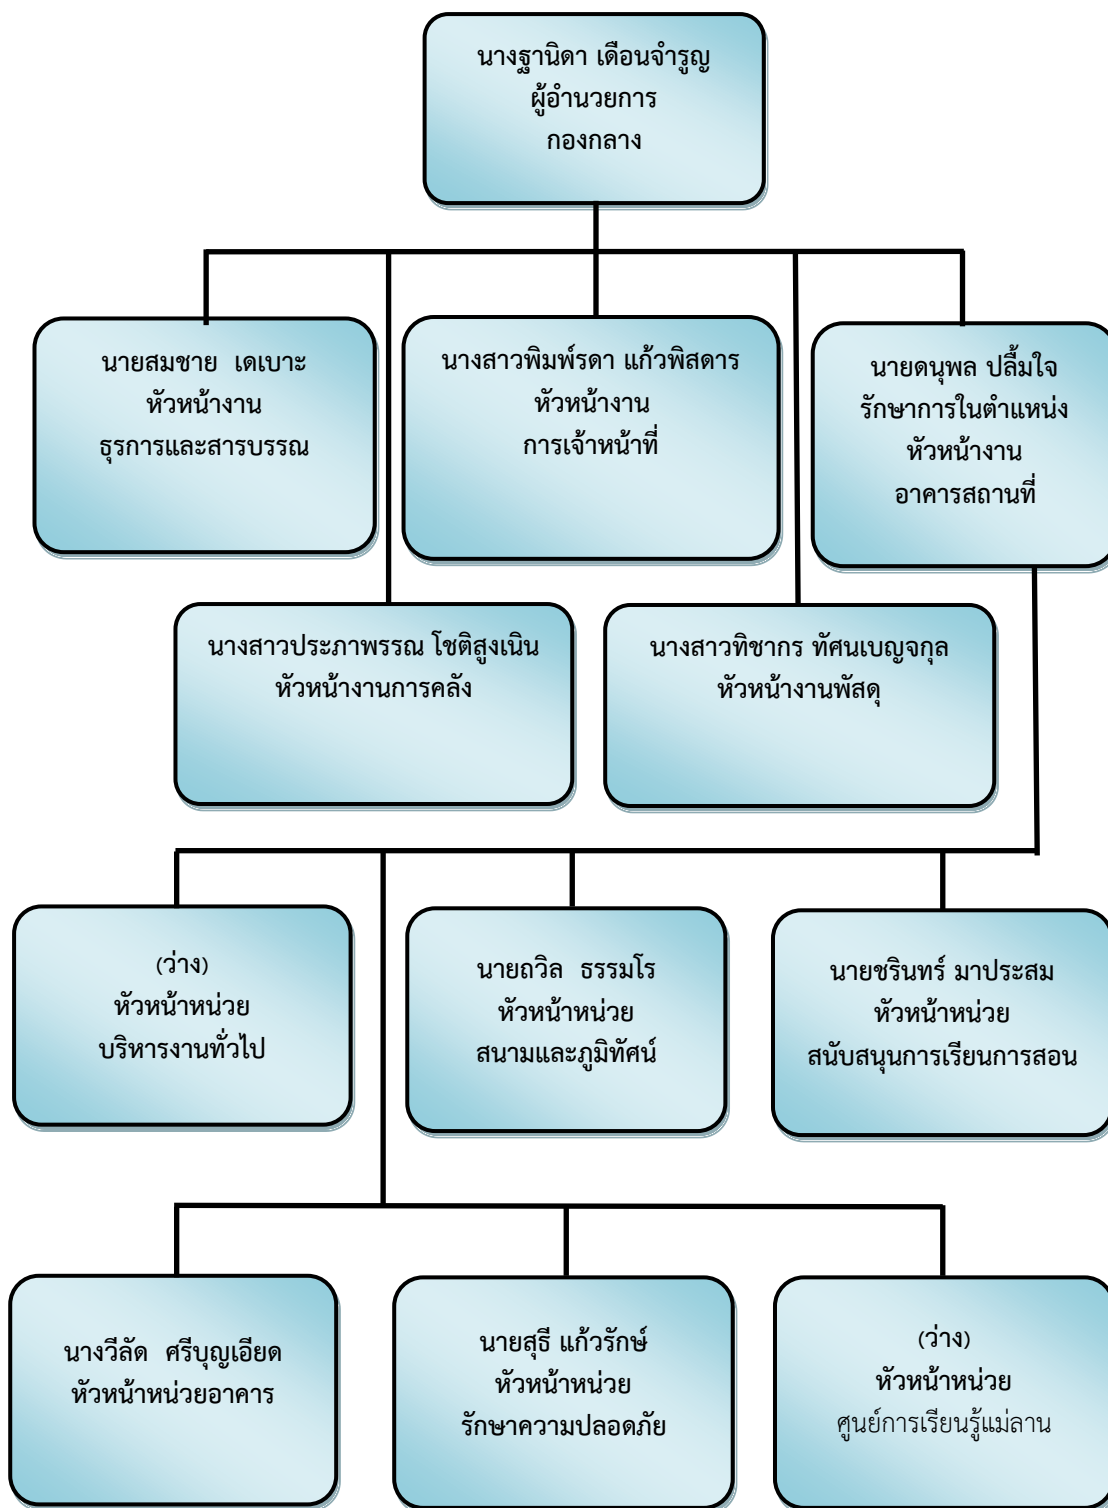 นางฐานิดา เดือนจำรูญ
ผู้อำนวยการ
กองกลาง
นายสมชาย  เดเบาะ
หัวหน้างาน
ธุรการและสารบรรณ
นางสาวพิมพ์รดา แก้วพิสดาร
หัวหน้างาน
การเจ้าหน้าที่
นายดนุพล ปลื้มใจ
รักษาการในตำแหน่ง
หัวหน้างาน
อาคารสถานที่
นางสาวประภาพรรณ โชติสูงเนิน
หัวหน้างานการคลัง
นางสาวทิชากร ทัศนเบญจกุล
หัวหน้างานพัสดุ
(ว่าง)
หัวหน้าหน่วย
บริหารงานทั่วไป
นายถวิล  ธรรมโร
หัวหน้าหน่วย
สนามและภูมิทัศน์
นายชรินทร์ มาประสม
หัวหน้าหน่วย
สนับสนุนการเรียนการสอน
นางวีลัด  ศรีบุญเอียด
หัวหน้าหน่วยอาคาร
นายสุธี แก้วรักษ์
หัวหน้าหน่วย
รักษาความปลอดภัย
(ว่าง)
หัวหน้าหน่วย
ศูนย์การเรียนรู้แม่ลาน